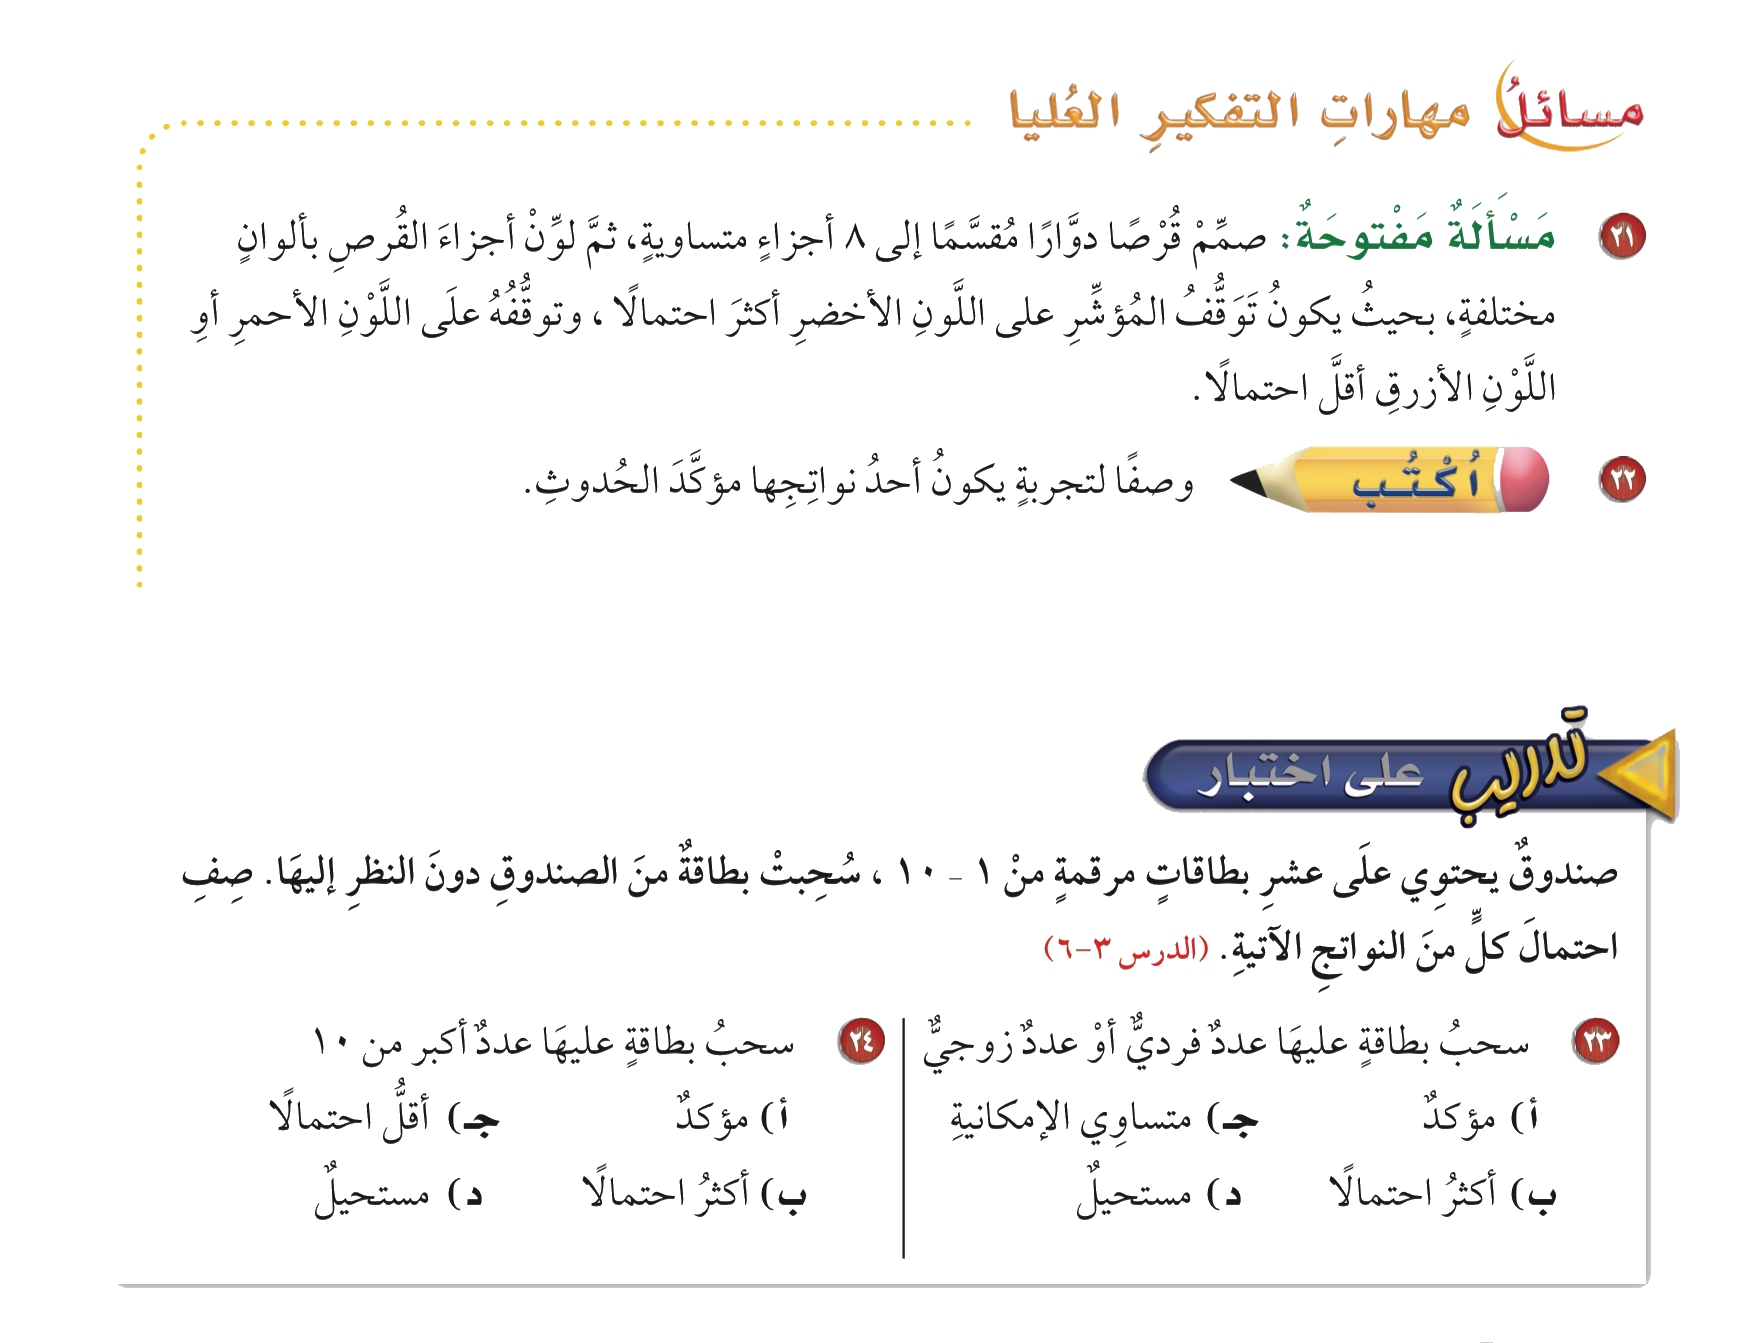 مسائلُ مهاراتِ التفكيرِ العُليا
٢١ مَسْأَلَةٌ مَفْتوحَةٌ: صمِّمْ قُرْصًا دوَّارًا مُقسَّمًا إلى ٨ أجزاءٍ متساويةٍ، ثمَّ لوِّنْ أجزاءَ القُرصِ بألوانٍ
مختلفةٍ، بحيثُ يكونُ تَوَقُّفُ المُؤشِّرِ على اللَّونِ الأخضرِ أكثرَ احتمالًا ، وتوقُّفُهُ علَى اللَّوْنِ الأحمرِ أوِ
اللَّوْنِ الأزرقِ أقلَّ احتمالًا.
٢٢ اُكْتُب وصفًا لتجربةٍ يكونُ أحدُ نواتِجِها مؤكَّدَ الحُدوثِ.
تدريب على اختبار
صندوقٌ يحتوِي علَى عشرِ بطاقاتٍ مرقمةٍ منْ ١ - ١٠ ، سُحِبتْ بطاقةٌ منَ الصندوقِ دونَ النظرِ إليهَا. صِفِ
احتمالَ كلٍّ منَ النواتجِ الآتيةِ. (الدرس ٣-٦)
٢٣ سحبُ بطاقةٍ عليهَا عددٌ فرديٌّ أوْ عددٌ زوجيٌّ
أ) مؤكدٌ جـ) متساوِي الإمكانيةِ
ب) أكثرُ احتمالًا د) مستحيلٌ
٢٤ سحبُ بطاقةٍ عليهَا عددٌ أكبر من ١٠
أ) مؤكدٌ جـ) أقلُّ احتمالًا
ب) أكثرُ احتمالًا د) مستحيلٌ